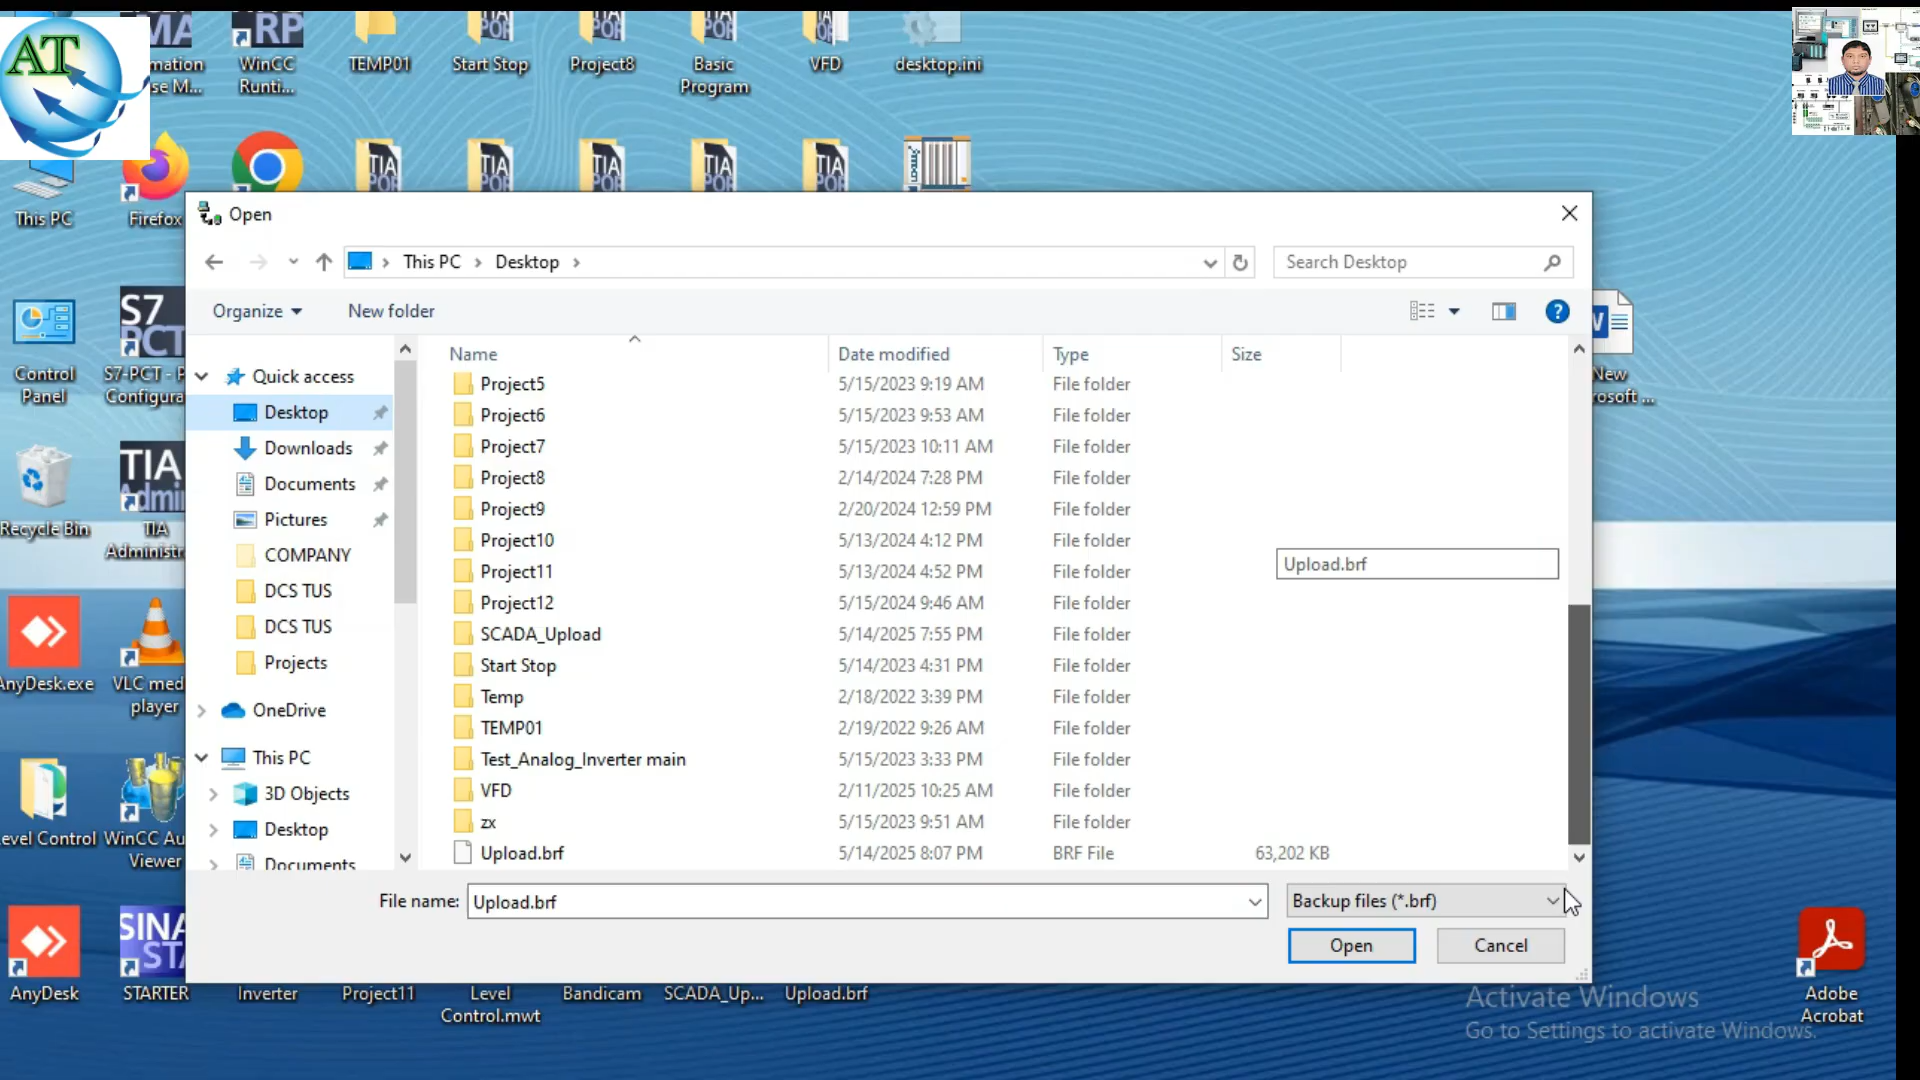 AT
mation
se M...
WinCC
Runti...
TEMP01
Start Stop
Project8
Basic
Program
VFD
desktop.ini
This PC
Firefox
Open
This PC
Desktop
Search Desktop
Organize
New folder
Name
Date modified
Type
Size
Quick access
Desktop
Downloads
Documents
Pictures
COMPANY
DCS TUS
DCS TUS
Projects
OneDrive
This PC
3D Objects
Desktop
Documents
Project5 5/15/2023 9:19 AM File folder
Project6 5/15/2023 9:53 AM File folder
Project7 5/15/2023 10:11 AM File folder
Project8 2/14/2024 7:28 PM File folder
Project9 2/20/2024 12:59 PM File folder
Project10 5/13/2024 4:12 PM File folder
Project11 5/13/2024 4:52 PM File folder
Project12 5/15/2024 9:46 AM File folder
SCADA_Upload 5/14/2025 7:55 PM File folder
Start Stop 5/14/2023 4:31 PM File folder
Temp 2/18/2022 3:39 PM File folder
TEMP01 2/19/2022 9:26 AM File folder
Test_Analog_Inverter main 5/15/2023 3:33 PM File folder
VFD 2/11/2025 10:25 AM File folder
zx 5/15/2023 9:51 AM File folder
Upload.brf 5/14/2025 8:07 PM BRF File 63,202 KB
Upload.brf
File name: Upload.brf
Backup files (*.brf)
Open
Cancel
Control
Panel
S7
PCT
S7-PCT - P
Configura
Recycle Bin
TIA
Admin
TIA
Administr
AnyDesk.exe
VLC med
player
evel Control
WinCC Au
Viewer
AnyDesk
SINA
ST
STARTER
Inverter
Project11
Level
Control.mwt
Bandicam
SCADA_Up...
Upload.brf
New
rosoft ...
Adobe
Acrobat
Activate Windows
Go to Settings to activate Windows.